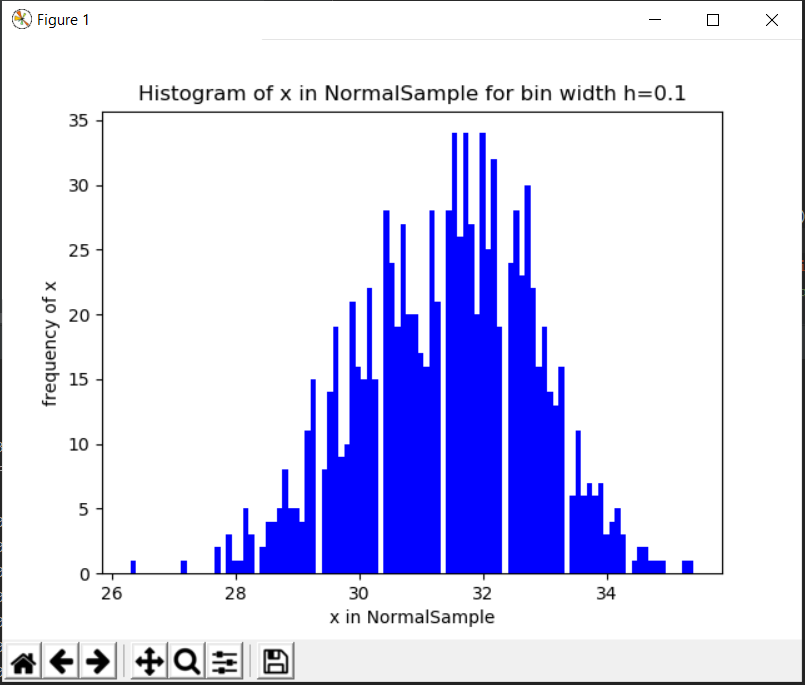 Figure 1
Histogram of x in NormalSample for bin width h=0.1
35
30
25
20
15
10
5
0
frequency of x
26 28 30 32 34
x in NormalSample